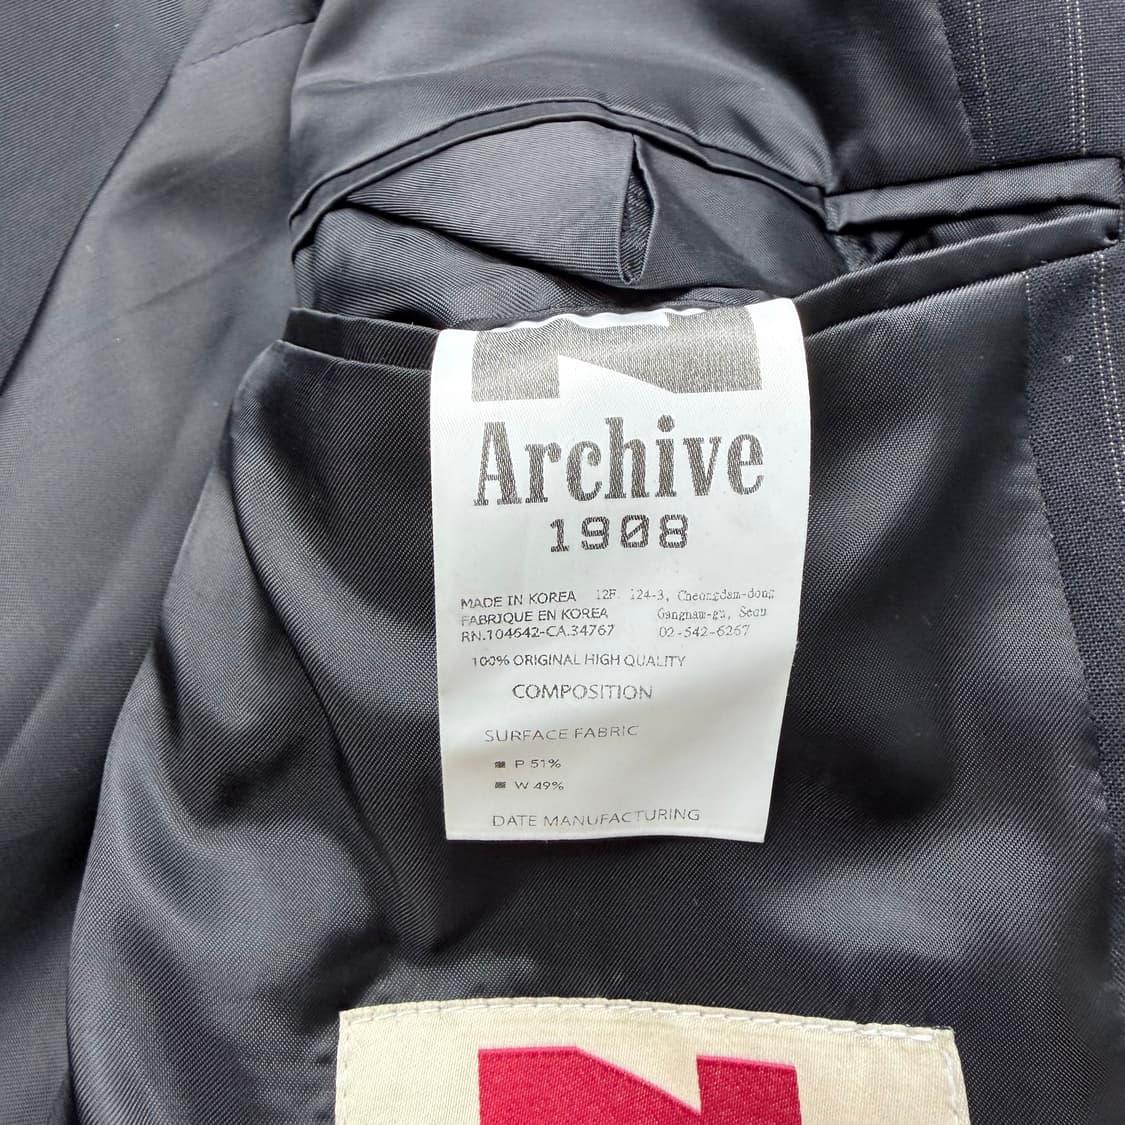 N
Archive
1908
MADE IN KOREA 12F. 124-3, Cheongdam-dong
FABRIQUE EN KOREA Gangnam-gu, Seou
RN.104642-CA.34767 02-542-6267
100% ORIGINAL HIGH QUALITY
COMPOSITION
SURFACE FABRIC
P 51%
W 49%
DATE MANUFACTURING
N